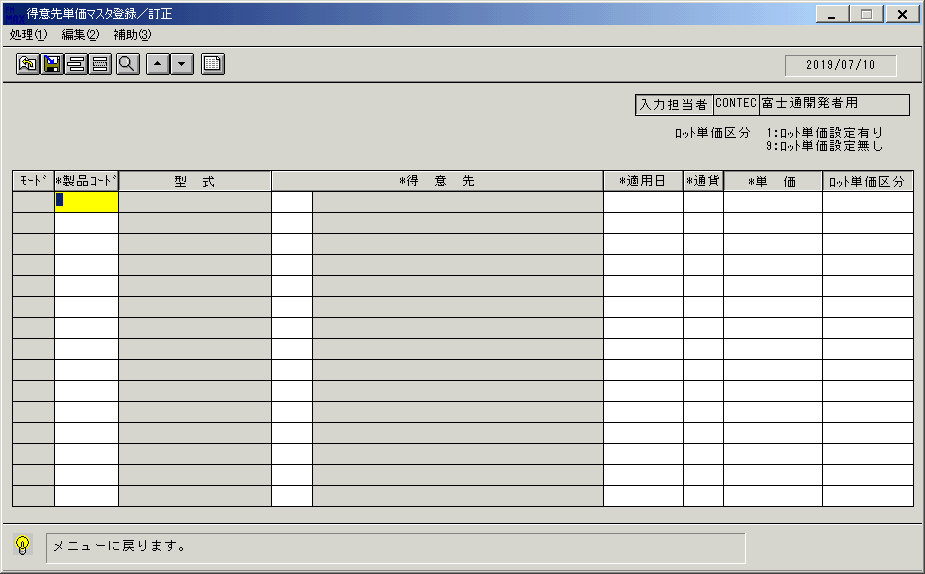 得意先単価マスタ登録／訂正
処理(1) 編集(2) 補助(3)
2019/07/10
入力担当者 CONTEC 富士通開発者用
ﾛｯﾄ単価区分 1:ﾛｯﾄ単価設定有り
9:ﾛｯﾄ単価設定無し
ﾓｰﾄﾞ *製品ｺｰﾄﾞ 型 式 *得 意 先 *適用日 *通貨 *単 価 ﾛｯﾄ単価区分
メニューに戻ります。